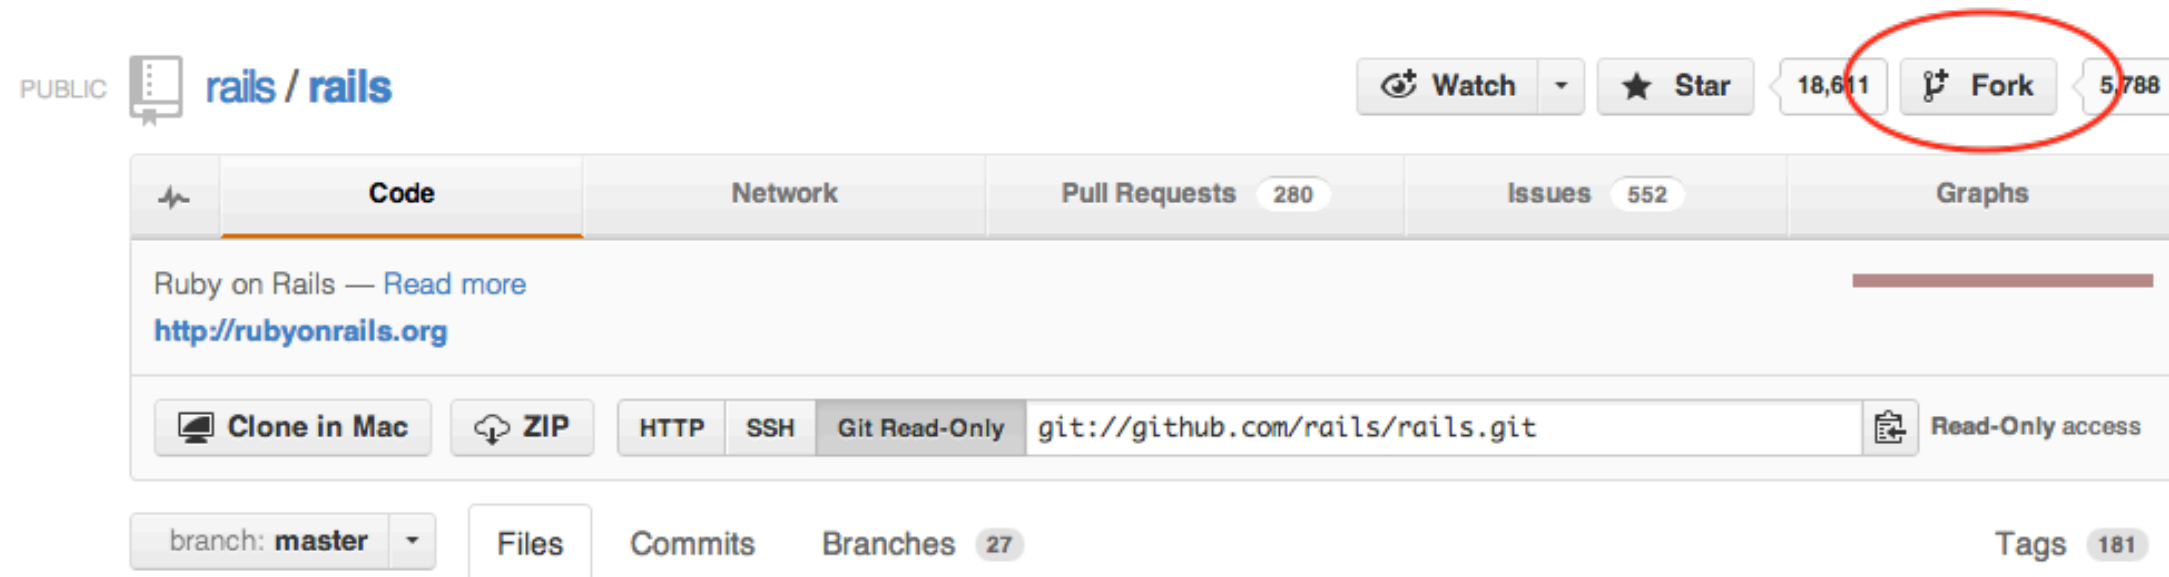 PUBLIC rails / rails Watch Star 18,611 Fork 5,788
Code Network Pull Requests 280 Issues 552 Graphs
Ruby on Rails — Read more
http://rubyonrails.org
Clone in Mac ZIP HTTP SSH Git Read-Only git://github.com/rails/rails.git Read-Only access
branch: master Files Commits Branches 27 Tags 181